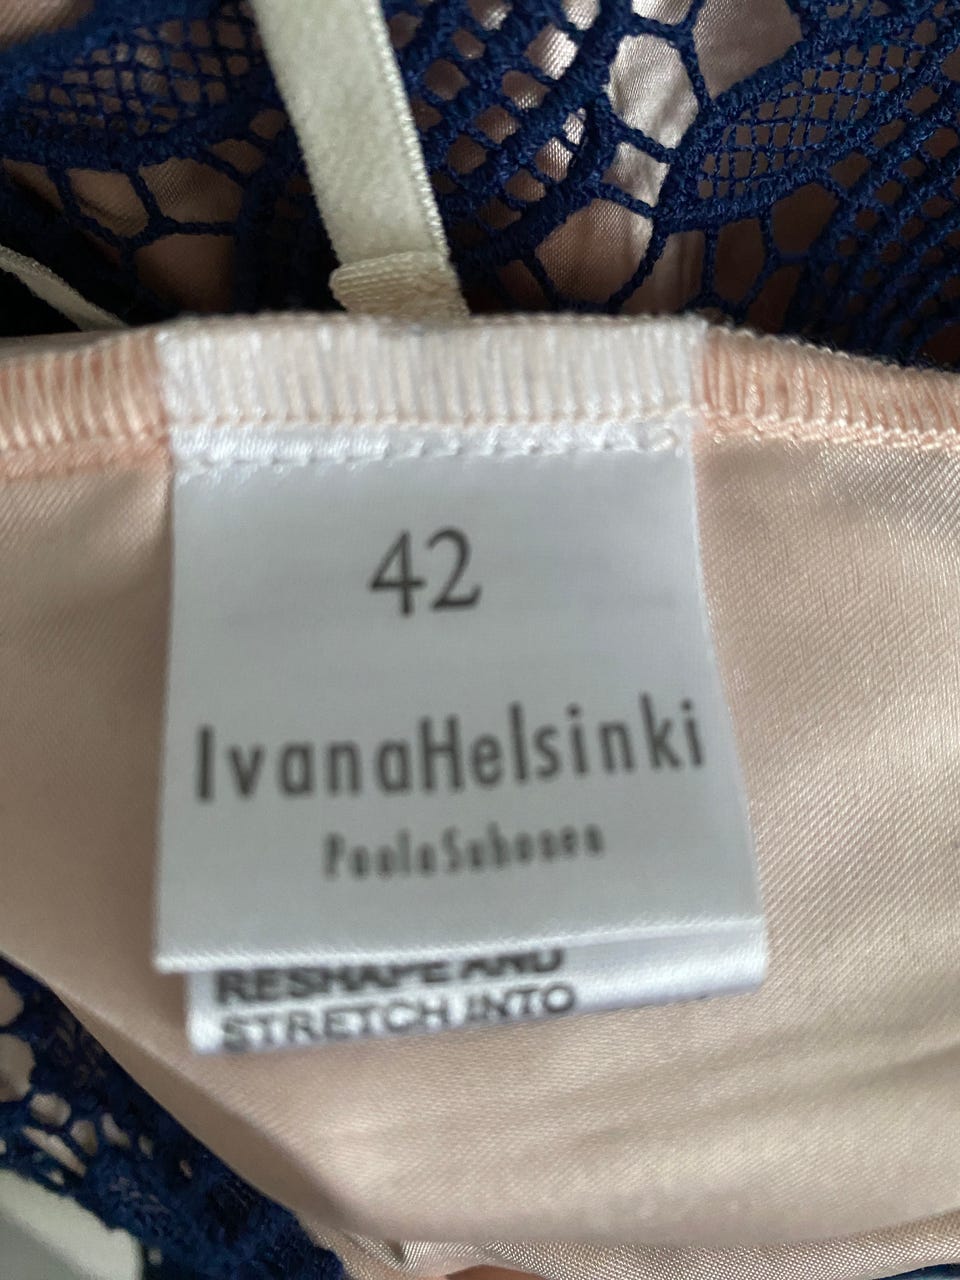 42
IvanaHelsinki
PaolaSuhonen
RESHAPE AND
STRETCH INTO